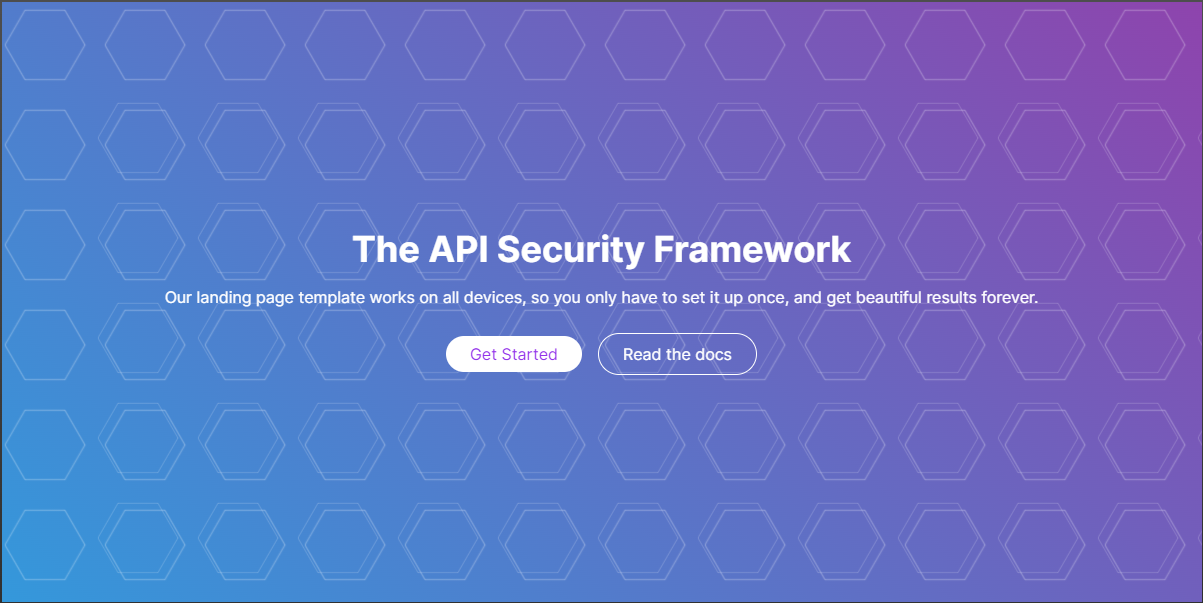 The API Security Framework
Our landing page template works on all devices, so you only have to set it up once, and get beautiful results forever.
Get Started
Read the docs